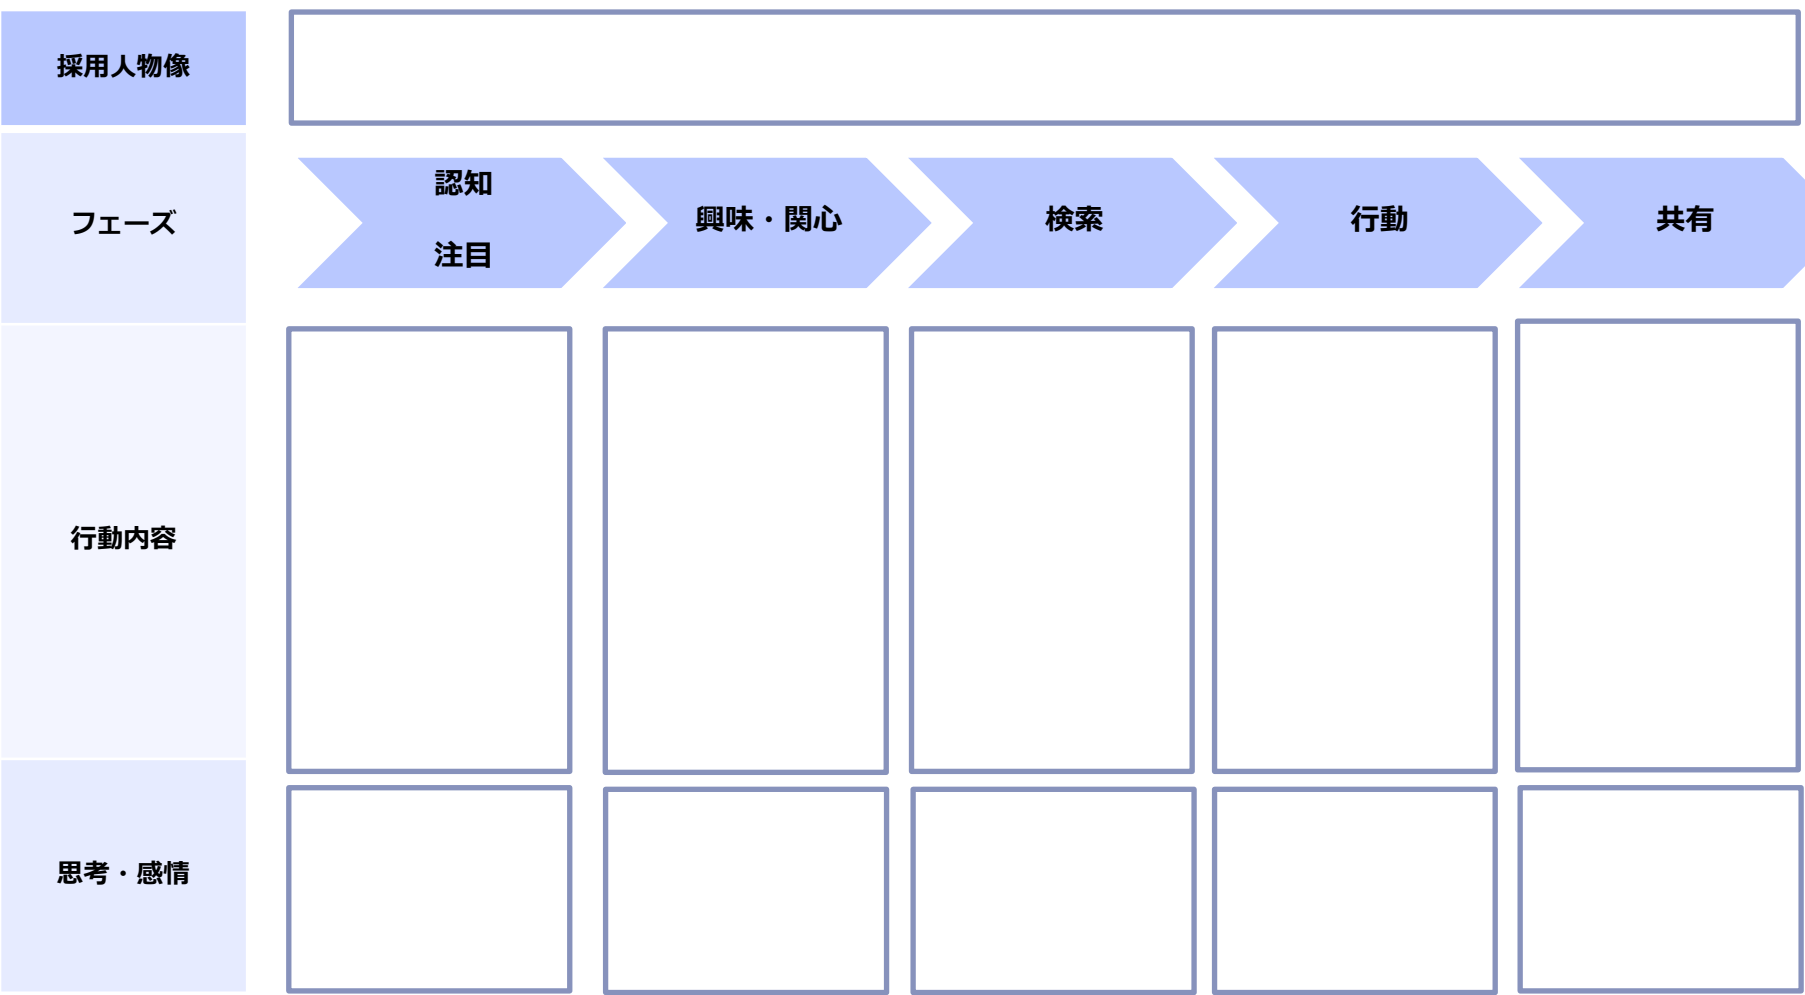 採用人物像
フェーズ
認知
注目
興味・関心
検索
行動
共有
行動内容
思考・感情